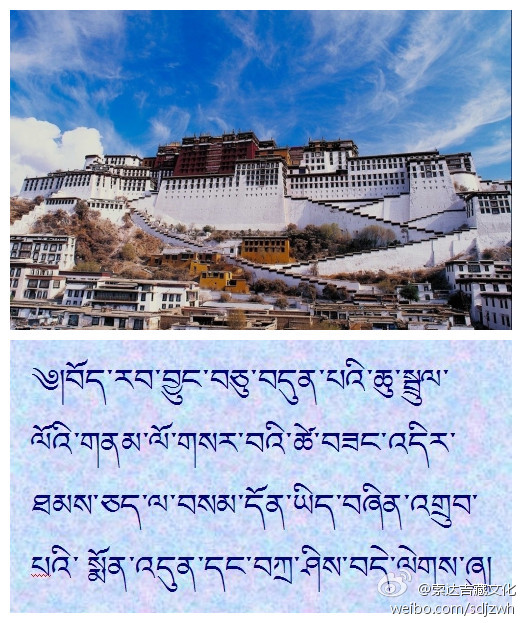 ༄༅།བོད་རབ་བྱུང་བཅུ་བདུན་པའི་ཆུ་སྦྲུལ་
ལོའི་གནམ་ལོ་གསར་བའི་ཚེ་བཟང་འདིར་
ཐམས་ཅད་ལ་བསམ་དོན་ཡིད་བཞིན་འགྲུབ་
པའི་ སྨོན་འདུན་དང་བཀྲ་ཤིས་བདེ་ལེགས་ཞུ།
@索达吉藏文化
weibo.com/sdjzwh